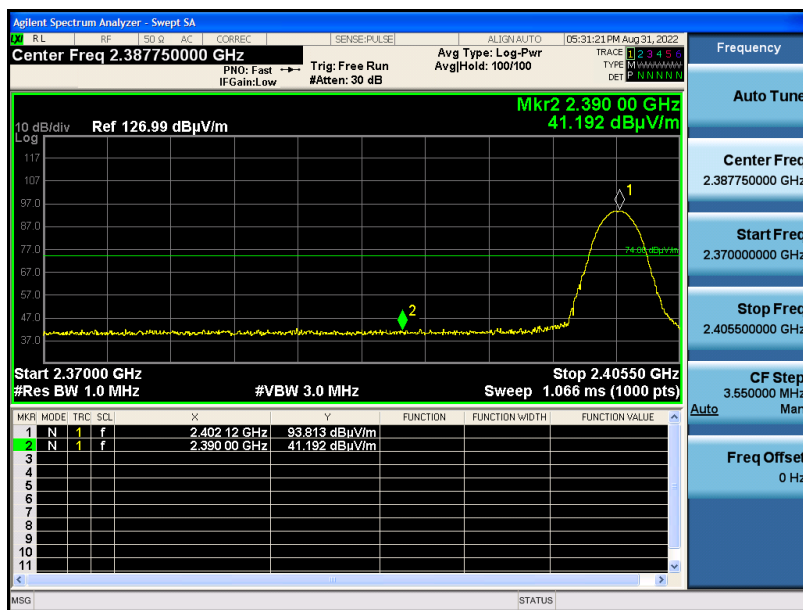 Agilent Spectrum Analyzer - Swept SA
LXI RL RF 50 Ω AC CORREC SENSE:PULSE ALIGN AUTO 05:31:21 PM Aug 31, 2022
Center Freq 2.387750000 GHz
PNO: Fast
IFGain:Low
Trig: Free Run
#Atten: 30 dB
Avg Type: Log-Pwr
Avg|Hold: 100/100
TRACE 1 2 3 4 5 6
TYPE M
DET P N N N N N
Mkr2 2.390 00 GHz
41.192 dBµV/m
10 dB/div Ref 126.99 dBµV/m
Log
117
107
97.0
87.0
77.0
67.0
57.0
47.0
37.0
1
2
74.00 dBµV/m
Start 2.37000 GHz Stop 2.40550 GHz
#Res BW 1.0 MHz #VBW 3.0 MHz Sweep 1.066 ms (1000 pts)
MKR MODE TRC SCL X Y FUNCTION FUNCTION WIDTH FUNCTION VALUE
1 N 1 f 2.402 12 GHz 93.813 dBµV/m
2 N 1 f 2.390 00 GHz 41.192 dBµV/m
3
4
5
6
7
8
9
10
11
MSG STATUS
Frequency
Auto Tune
Center Freq
2.387750000 GHz
Start Freq
2.370000000 GHz
Stop Freq
2.405500000 GHz
CF Step
3.550000 MHz
Auto Man
Freq Offset
0 Hz